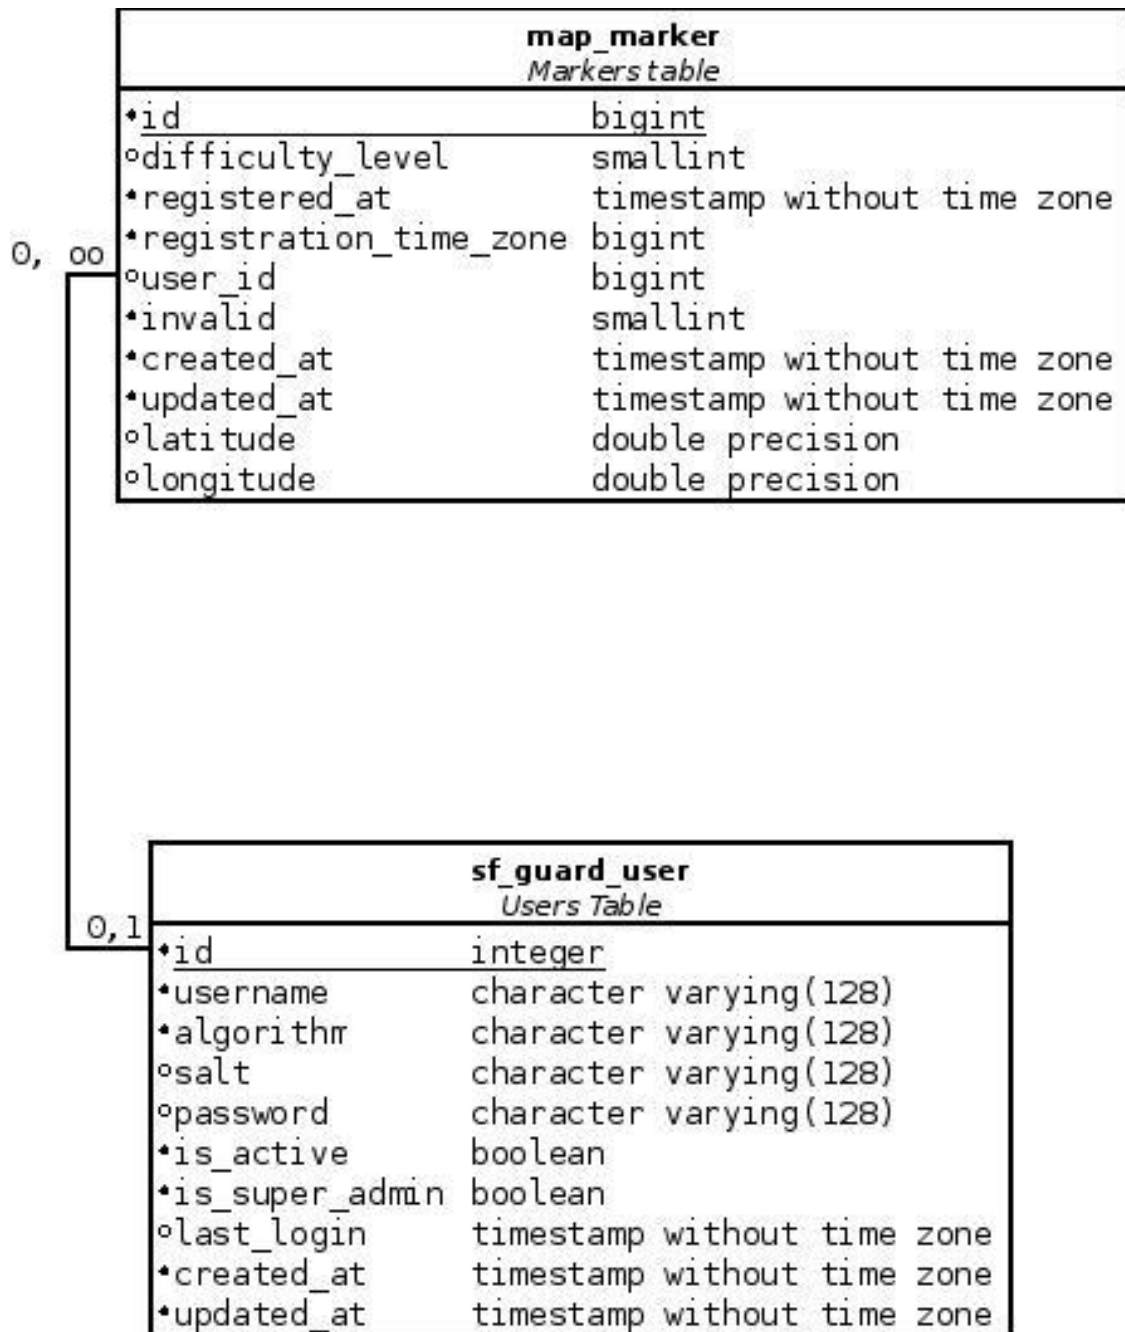 map_marker
Markers table
id bigint
difficulty_level smallint
registered_at timestamp without time zone
registration_time_zone bigint
0, oo
user_id bigint
invalid smallint
created_at timestamp without time zone
updated_at timestamp without time zone
latitude double precision
longitude double precision
sf_guard_user
Users Table
0,1
id integer
username character varying(128)
algorithm character varying(128)
salt character varying(128)
password character varying(128)
is_active boolean
is_super_admin boolean
last_login timestamp without time zone
created_at timestamp without time zone
updated_at timestamp without time zone